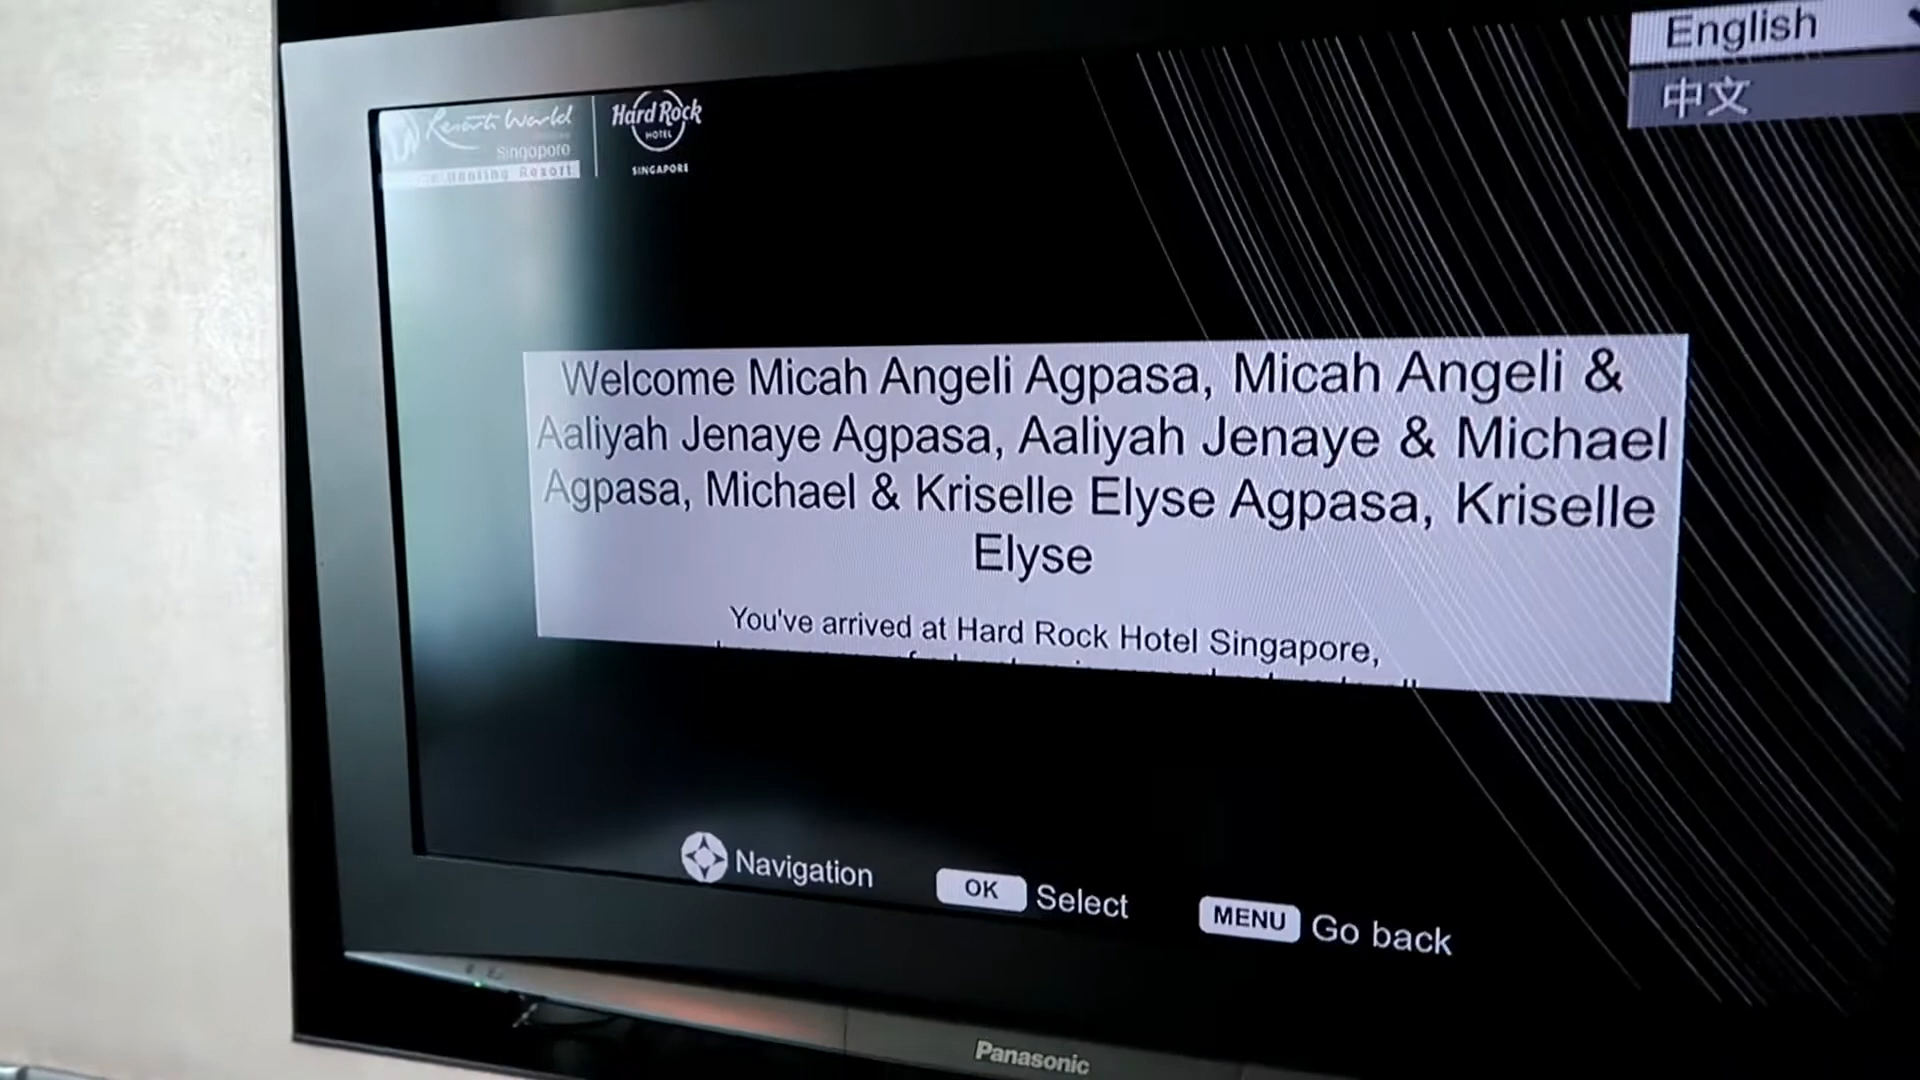 English
中文
Resorts World
Singapore
Hard Rock
HOTEL
SINGAPORE
Welcome Micah Angeli Agpasa, Micah Angeli &
Aaliyah Jenaye Agpasa, Aaliyah Jenaye & Michael
Agpasa, Michael & Kriselle Elyse Agpasa, Kriselle
Elyse
You've arrived at Hard Rock Hotel Singapore,
Navigation
OK Select
MENU Go back
Panasonic